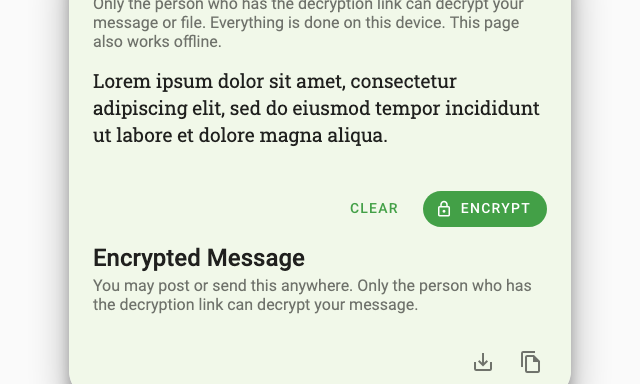 Only the person who has the decryption link can decrypt your
message or file. Everything is done on this device. This page
also works offline.
Lorem ipsum dolor sit amet, consectetur
adipiscing elit, sed do eiusmod tempor incididunt
ut labore et dolore magna aliqua.
CLEAR
ENCRYPT
Encrypted Message
You may post or send this anywhere. Only the person who has
the decryption link can decrypt your message.